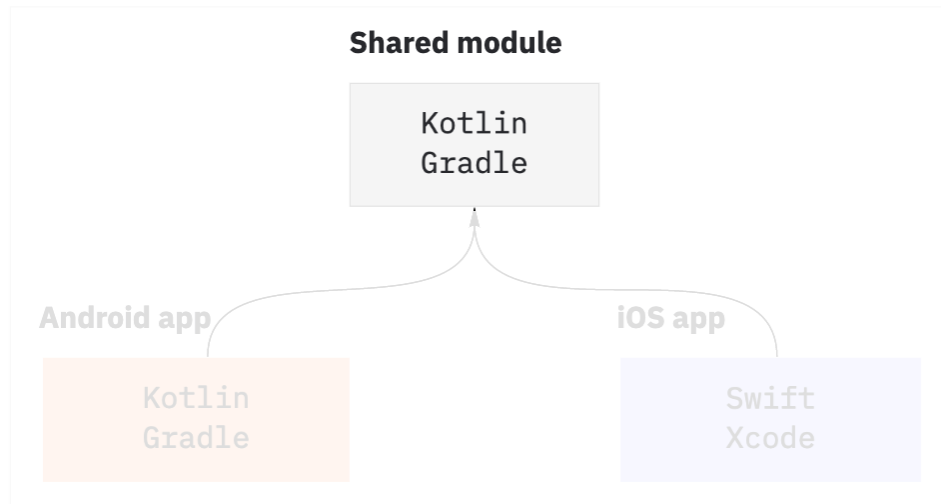 Shared module
Kotlin
Gradle
Android app
Kotlin
Gradle
iOS app
Swift
Xcode